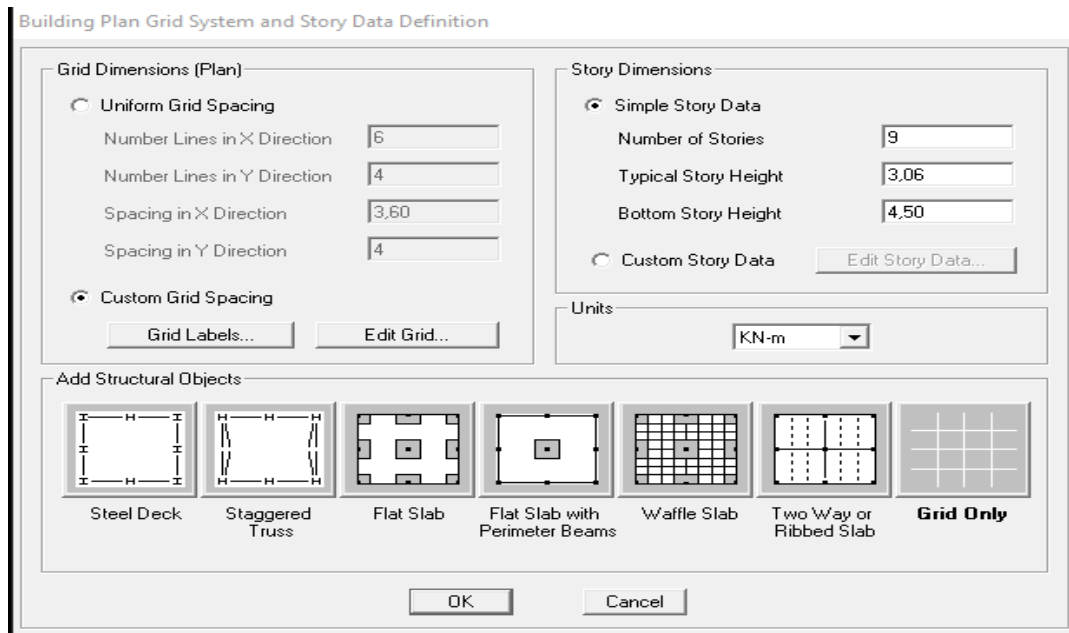 Building Plan Grid System and Story Data Definition
Grid Dimensions (Plan)
Uniform Grid Spacing
Number Lines in X Direction 6
Number Lines in Y Direction 4
Spacing in X Direction 3,60
Spacing in Y Direction 4
Custom Grid Spacing
Grid Labels... Edit Grid...
Story Dimensions
Simple Story Data
Number of Stories 9
Typical Story Height 3,06
Bottom Story Height 4,50
Custom Story Data Edit Story Data...
Units
KN-m
Add Structural Objects
Steel Deck
Staggered
Truss
Flat Slab
Flat Slab with
Perimeter Beams
Waffle Slab
Two Way or
Ribbed Slab
Grid Only
OK Cancel